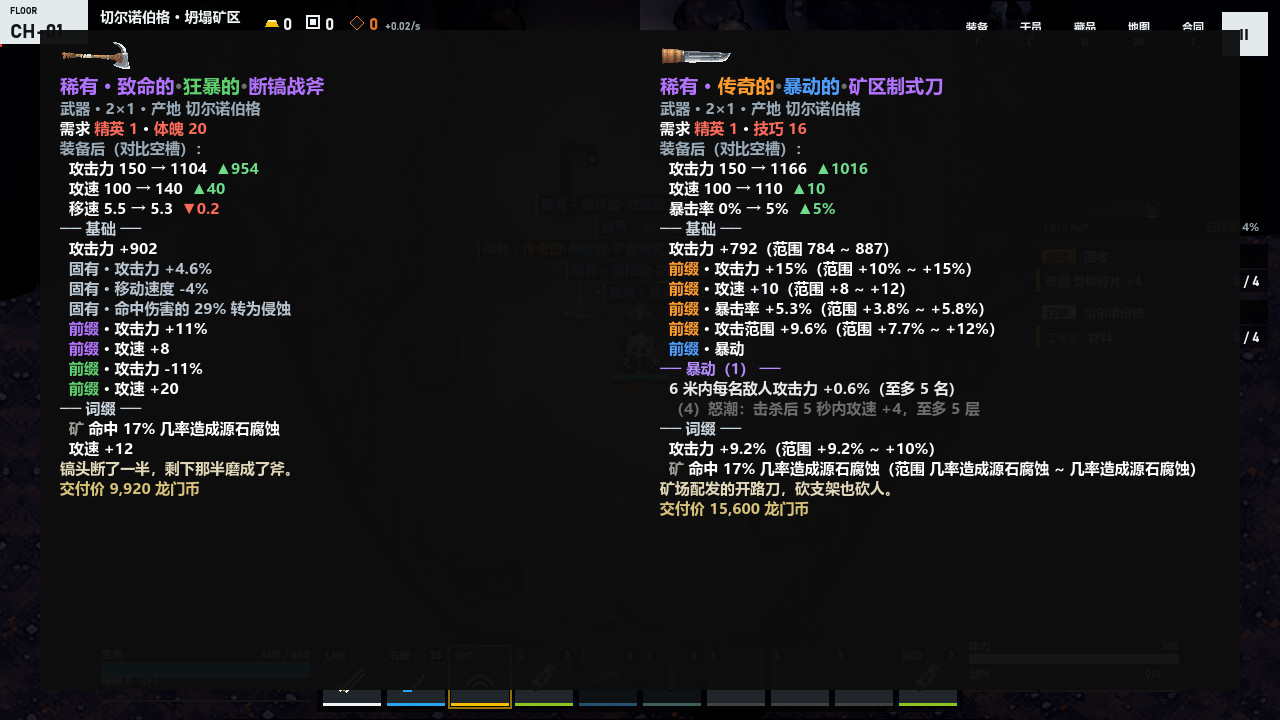 FLOOR
CH-01
切尔诺伯格·坍塌矿区
0
0
0
+0.02/s
装备
干员
藏品
地图
合同
稀有·致命的·狂暴的·断镐战斧
武器·2×1·产地 切尔诺伯格
需求 精英 1·体魄 20
装备后（对比空槽）:
攻击力 150 → 1104 ▲954
攻速 100 → 140 ▲40
移速 5.5 → 5.3 ▼0.2
── 基础 ──
攻击力 +902
固有·攻击力 +4.6%
固有·移动速度 -4%
固有·命中伤害的 29% 转为侵蚀
前缀·攻击力 +11%
前缀·攻速 +8
前缀·攻击力 -11%
前缀·攻速 +20
── 词缀 ──
矿 命中 17% 几率造成源石腐蚀
攻速 +12
镐头断了一半，剩下那半磨成了斧。
交付价 9,920 龙门币
稀有·传奇的·暴动的·矿区制式刀
武器·2×1·产地 切尔诺伯格
需求 精英 1·技巧 16
装备后（对比空槽）:
攻击力 150 → 1166 ▲1016
攻速 100 → 110 ▲10
暴击率 0% → 5% ▲5%
── 基础 ──
攻击力 +792（范围 784 ~ 887）
前缀·攻击力 +15%（范围 +10% ~ +15%）
前缀·攻速 +10（范围 +8 ~ +12）
前缀·暴击率 +5.3%（范围 +3.8% ~ +5.8%）
前缀·攻击范围 +9.6%（范围 +7.7% ~ +12%）
前缀·暴动
── 暴动（1） ──
6 米内每名敌人攻击力 +0.6%（至多 5 名）
（4）怒潮：击杀后 5 秒内攻速 +4，至多 5 层
── 词缀 ──
攻击力 +9.2%（范围 +9.2% ~ +10%）
矿 命中 17% 几率造成源石腐蚀（范围 几率造成源石腐蚀 ~ 几率造成源石腐蚀）
矿场配发的开路刀，砍支架也砍人。
交付价 15,600 龙门币
4%
/ 4
/ 4